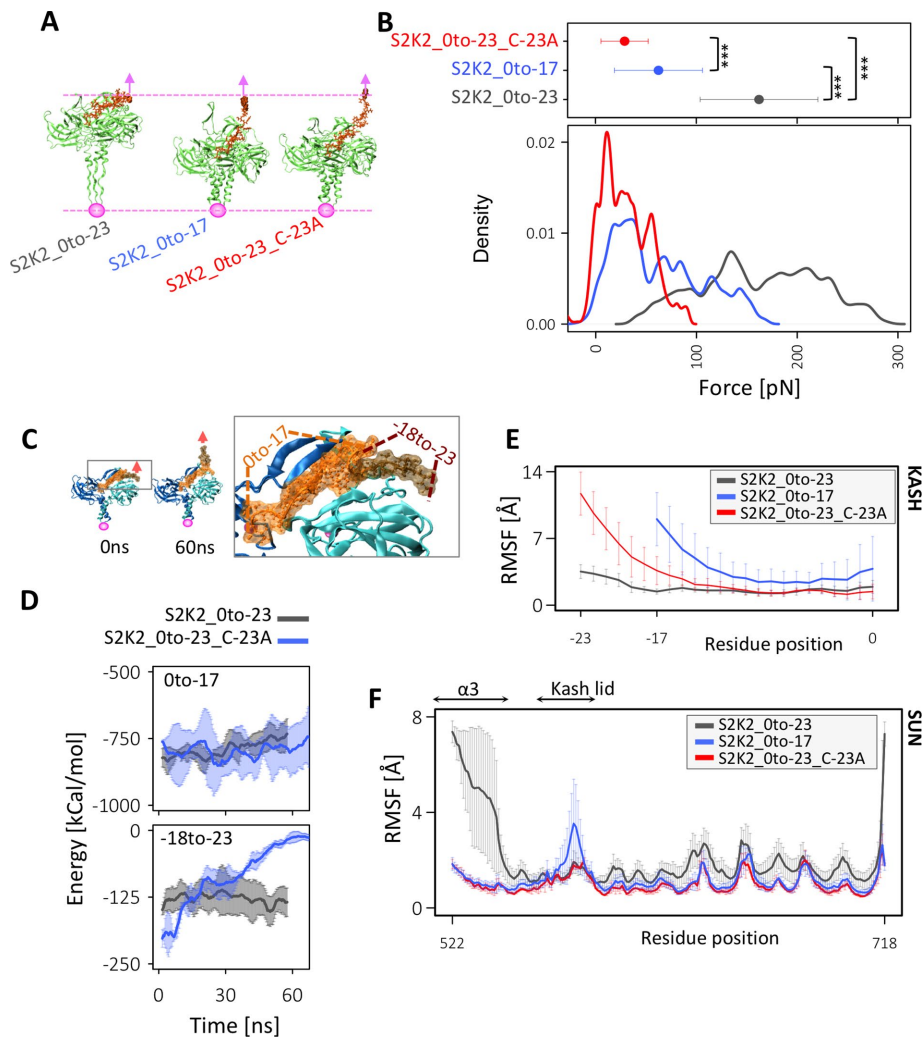 A
S2K2_0to-23
S2K2_0to-17
S2K2_0to-23_C-23A
B
S2K2_0to-23_C-23A
S2K2_0to-17
S2K2_0to-23
***
***
***
Density
0.02
0.01
0.00
0
100
200
300
Force [pN]
C
0ns
60ns
0to-17
-18to-23
D
S2K2_0to-23
S2K2_0to-23_C-23A
Energy [kCal/mol]
-500
-750
-1000
0to-17
0
-125
-250
-18to-23
0
30
60
Time [ns]
E
KASH
RMSF [Å]
14
7
0
S2K2_0to-23
S2K2_0to-17
S2K2_0to-23_C-23A
-23
-17
Residue position
0
F
α3
Kash lid
SUN
RMSF [Å]
8
4
0
S2K2_0to-23
S2K2_0to-17
S2K2_0to-23_C-23A
522
Residue position
718